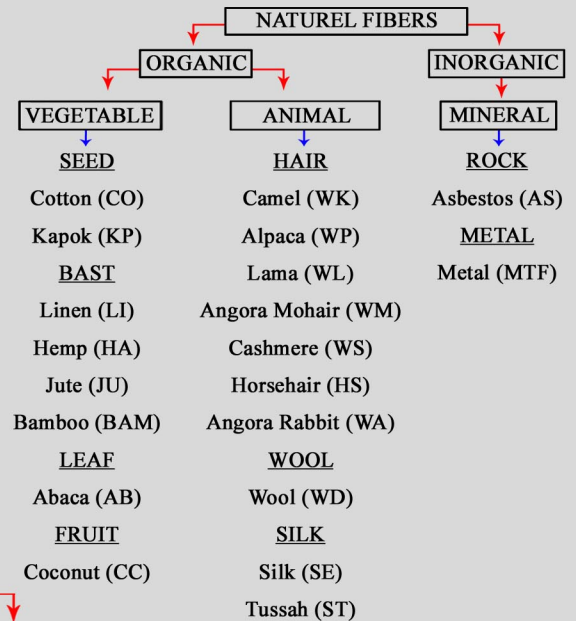 NATUREL FIBERS
ORGANIC
INORGANIC
VEGETABLE
ANIMAL
MINERAL
SEED
Cotton (CO)
Kapok (KP)
BAST
Linen (LI)
Hemp (HA)
Jute (JU)
Bamboo (BAM)
LEAF
Abaca (AB)
FRUIT
Coconut (CC)
HAIR
Camel (WK)
Alpaca (WP)
Lama (WL)
Angora Mohair (WM)
Cashmere (WS)
Horsehair (HS)
Angora Rabbit (WA)
WOOL
Wool (WD)
SILK
Silk (SE)
Tussah (ST)
ROCK
Asbestos (AS)
METAL
Metal (MTF)